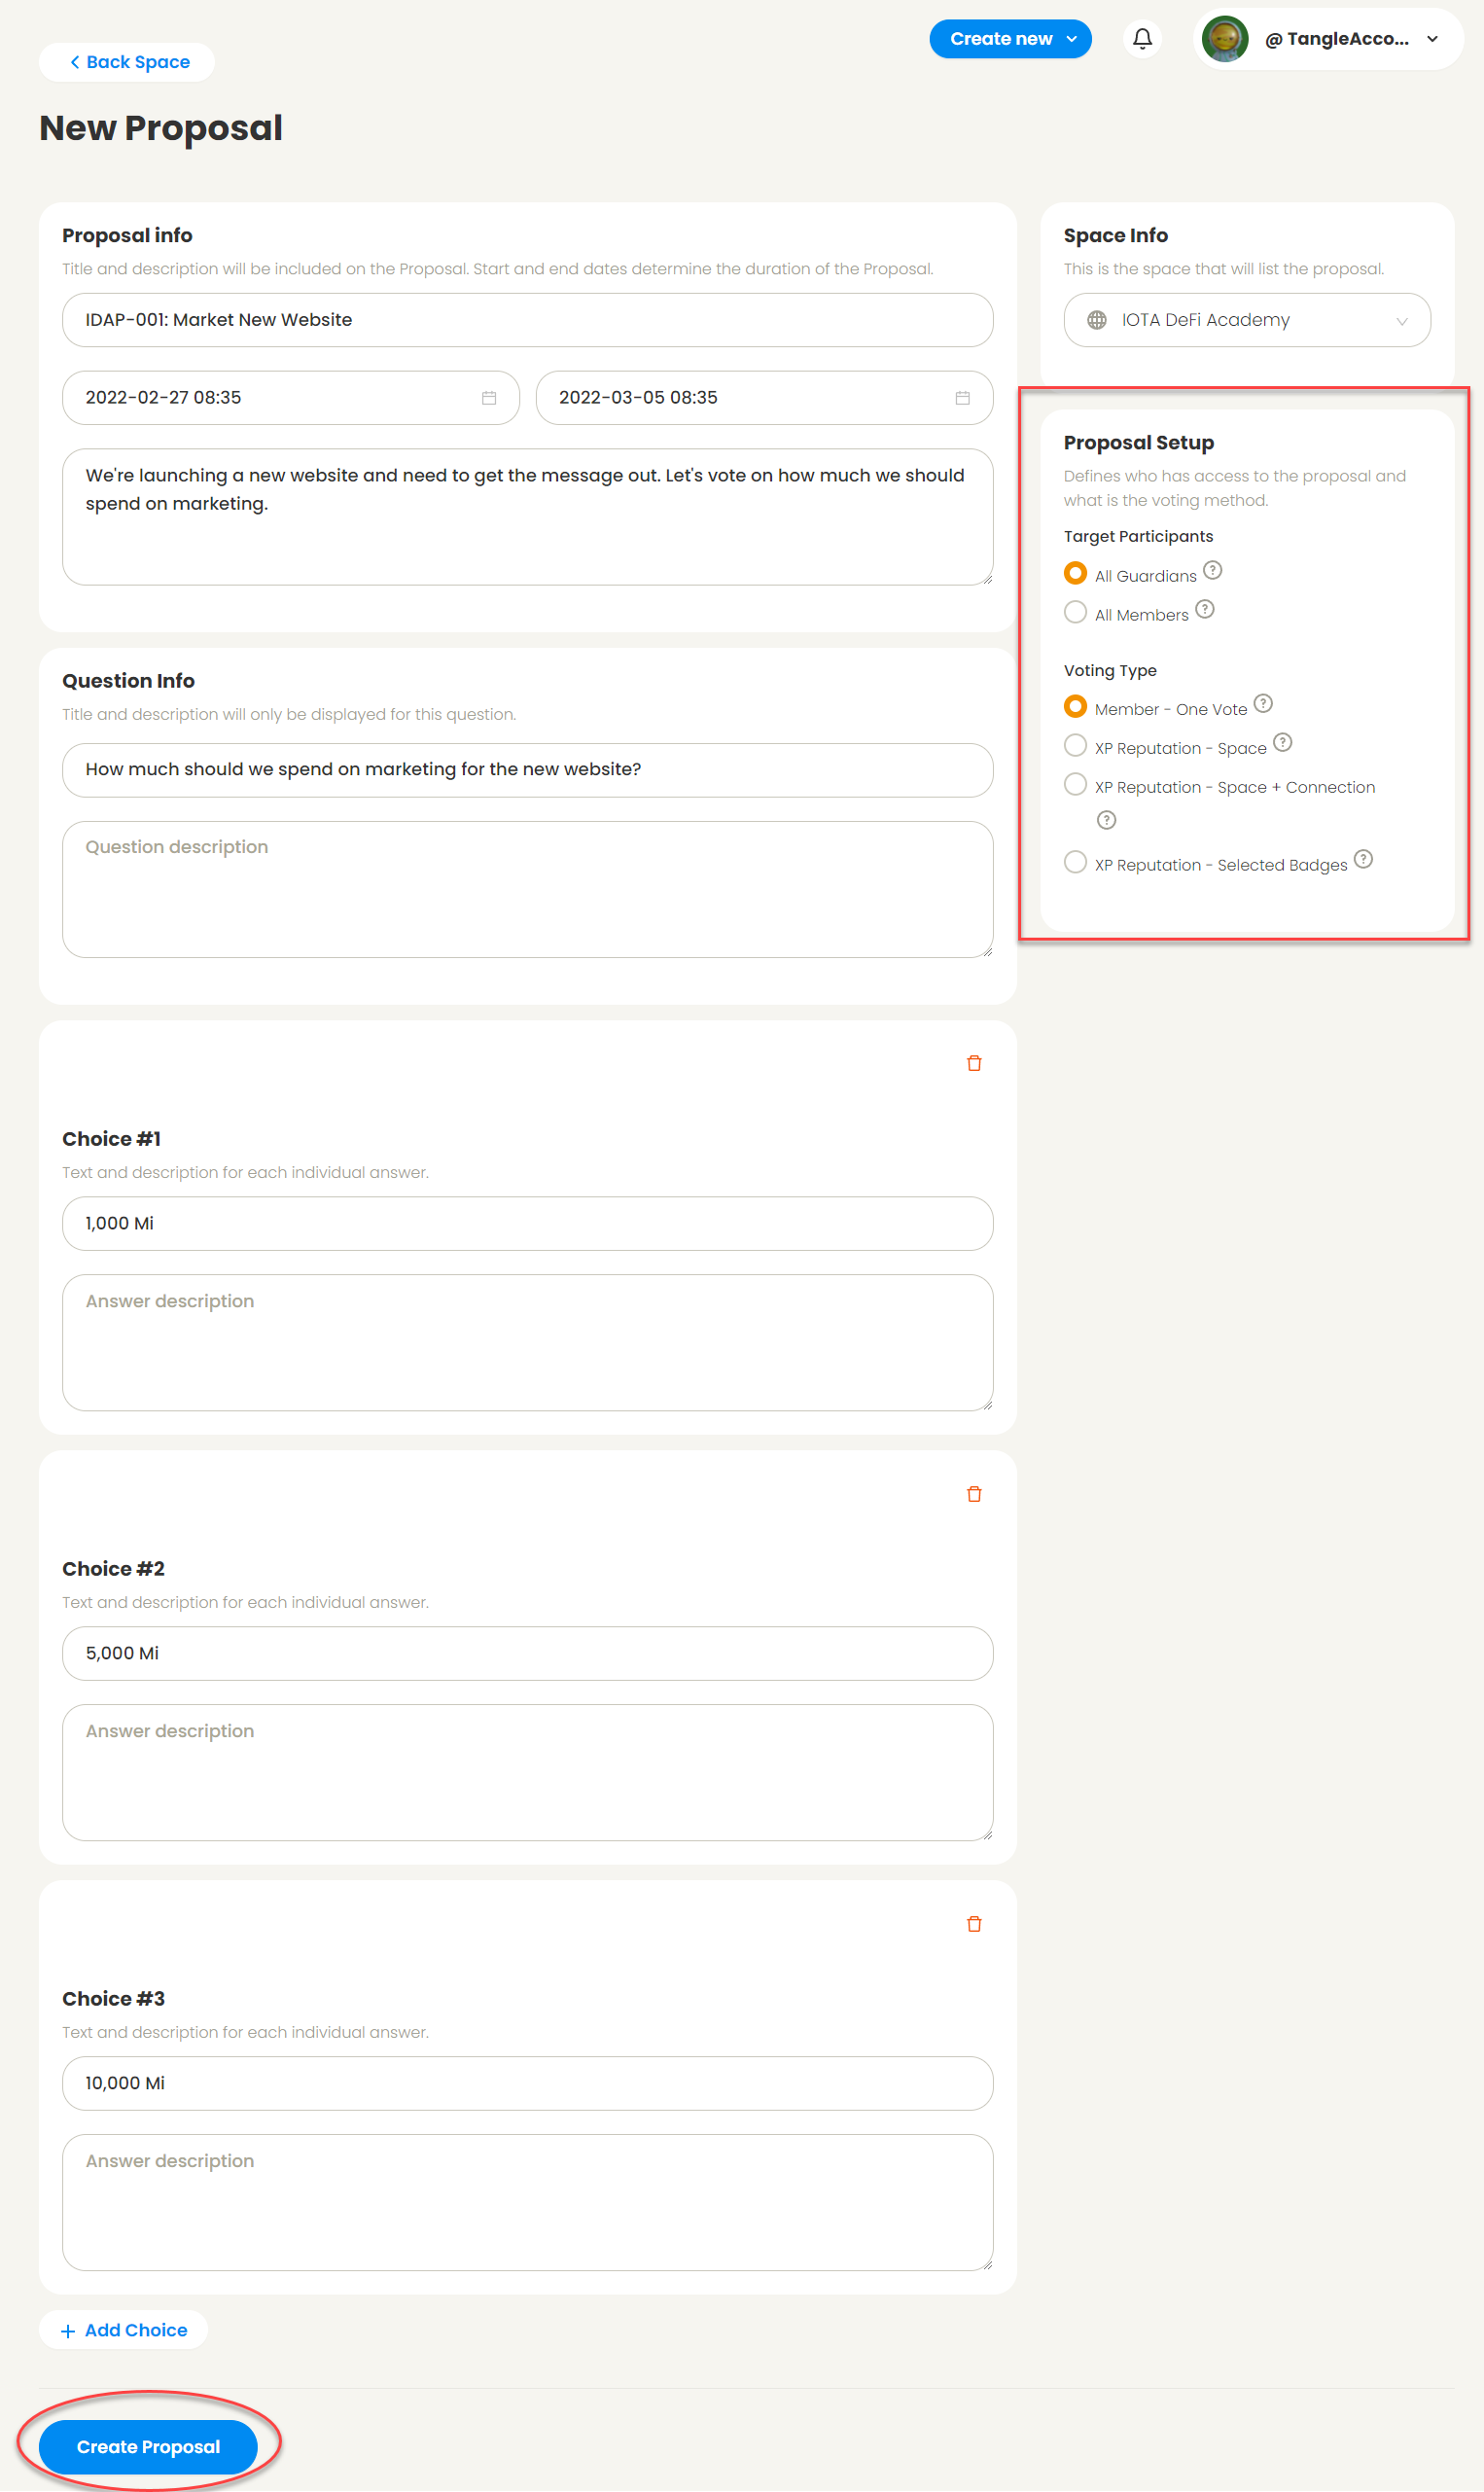 Back Space
Create new
@ TangleAcco...
New Proposal
Proposal info
Title and description will be included on the Proposal. Start and end dates determine the duration of the Proposal.
IDAP-001: Market New Website
2022-02-27 08:35
2022-03-05 08:35
We're launching a new website and need to get the message out. Let's vote on how much we should
spend on marketing.
Space Info
This is the space that will list the proposal.
IOTA DeFi Academy
Proposal Setup
Defines who has access to the proposal and
what is the voting method.
Target Participants
All Guardians
All Members
Voting Type
Member - One Vote
XP Reputation - Space
XP Reputation - Space + Connection
XP Reputation - Selected Badges
Question Info
Title and description will only be displayed for this question.
How much should we spend on marketing for the new website?
Question description
Choice #1
Text and description for each individual answer.
1,000 Mi
Answer description
Choice #2
Text and description for each individual answer.
5,000 Mi
Answer description
Choice #3
Text and description for each individual answer.
10,000 Mi
Answer description
+ Add Choice
Create Proposal